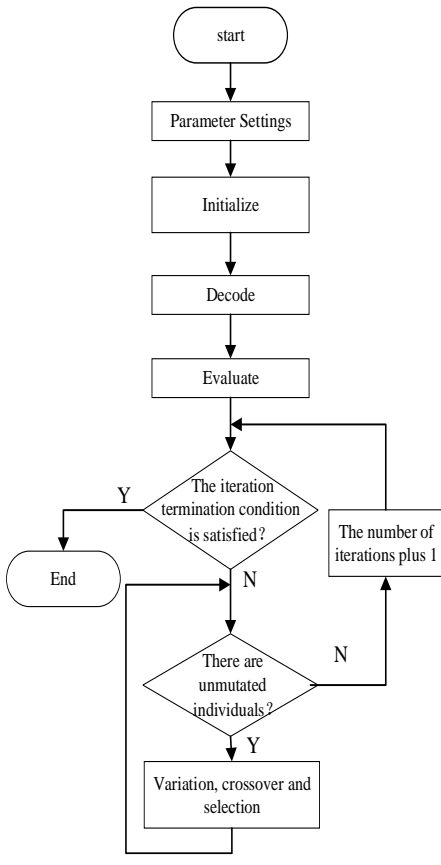 start
Parameter Settings
Initialize
Decode
Evaluate
Y
The iteration
termination condition
is satisfied?
The number of
iterations plus 1
End
N
There are
unmutated
individuals?
N
Y
Variation, crossover and
selection